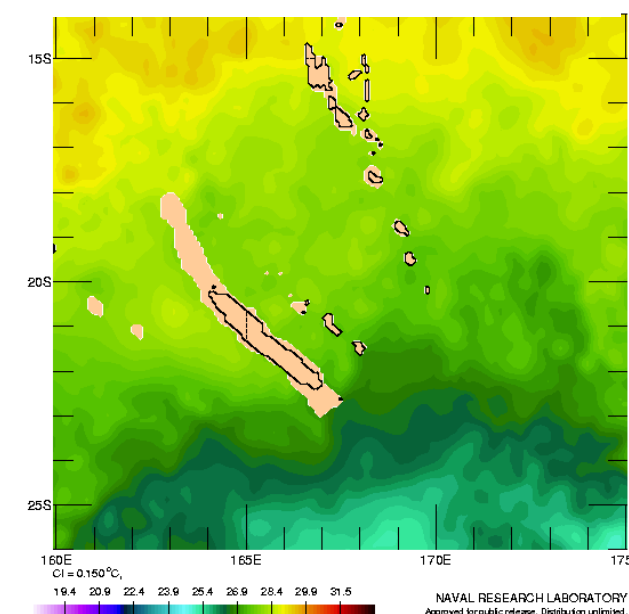 15S
20S
25S
160E 165E 170E 175
CI = 0.150°C,
19.4 20.9 22.4 23.9 25.4 26.9 28.4 29.9 31.5
NAVAL RESEARCH LABORATORY
Approved for public release. Distribution unlimited